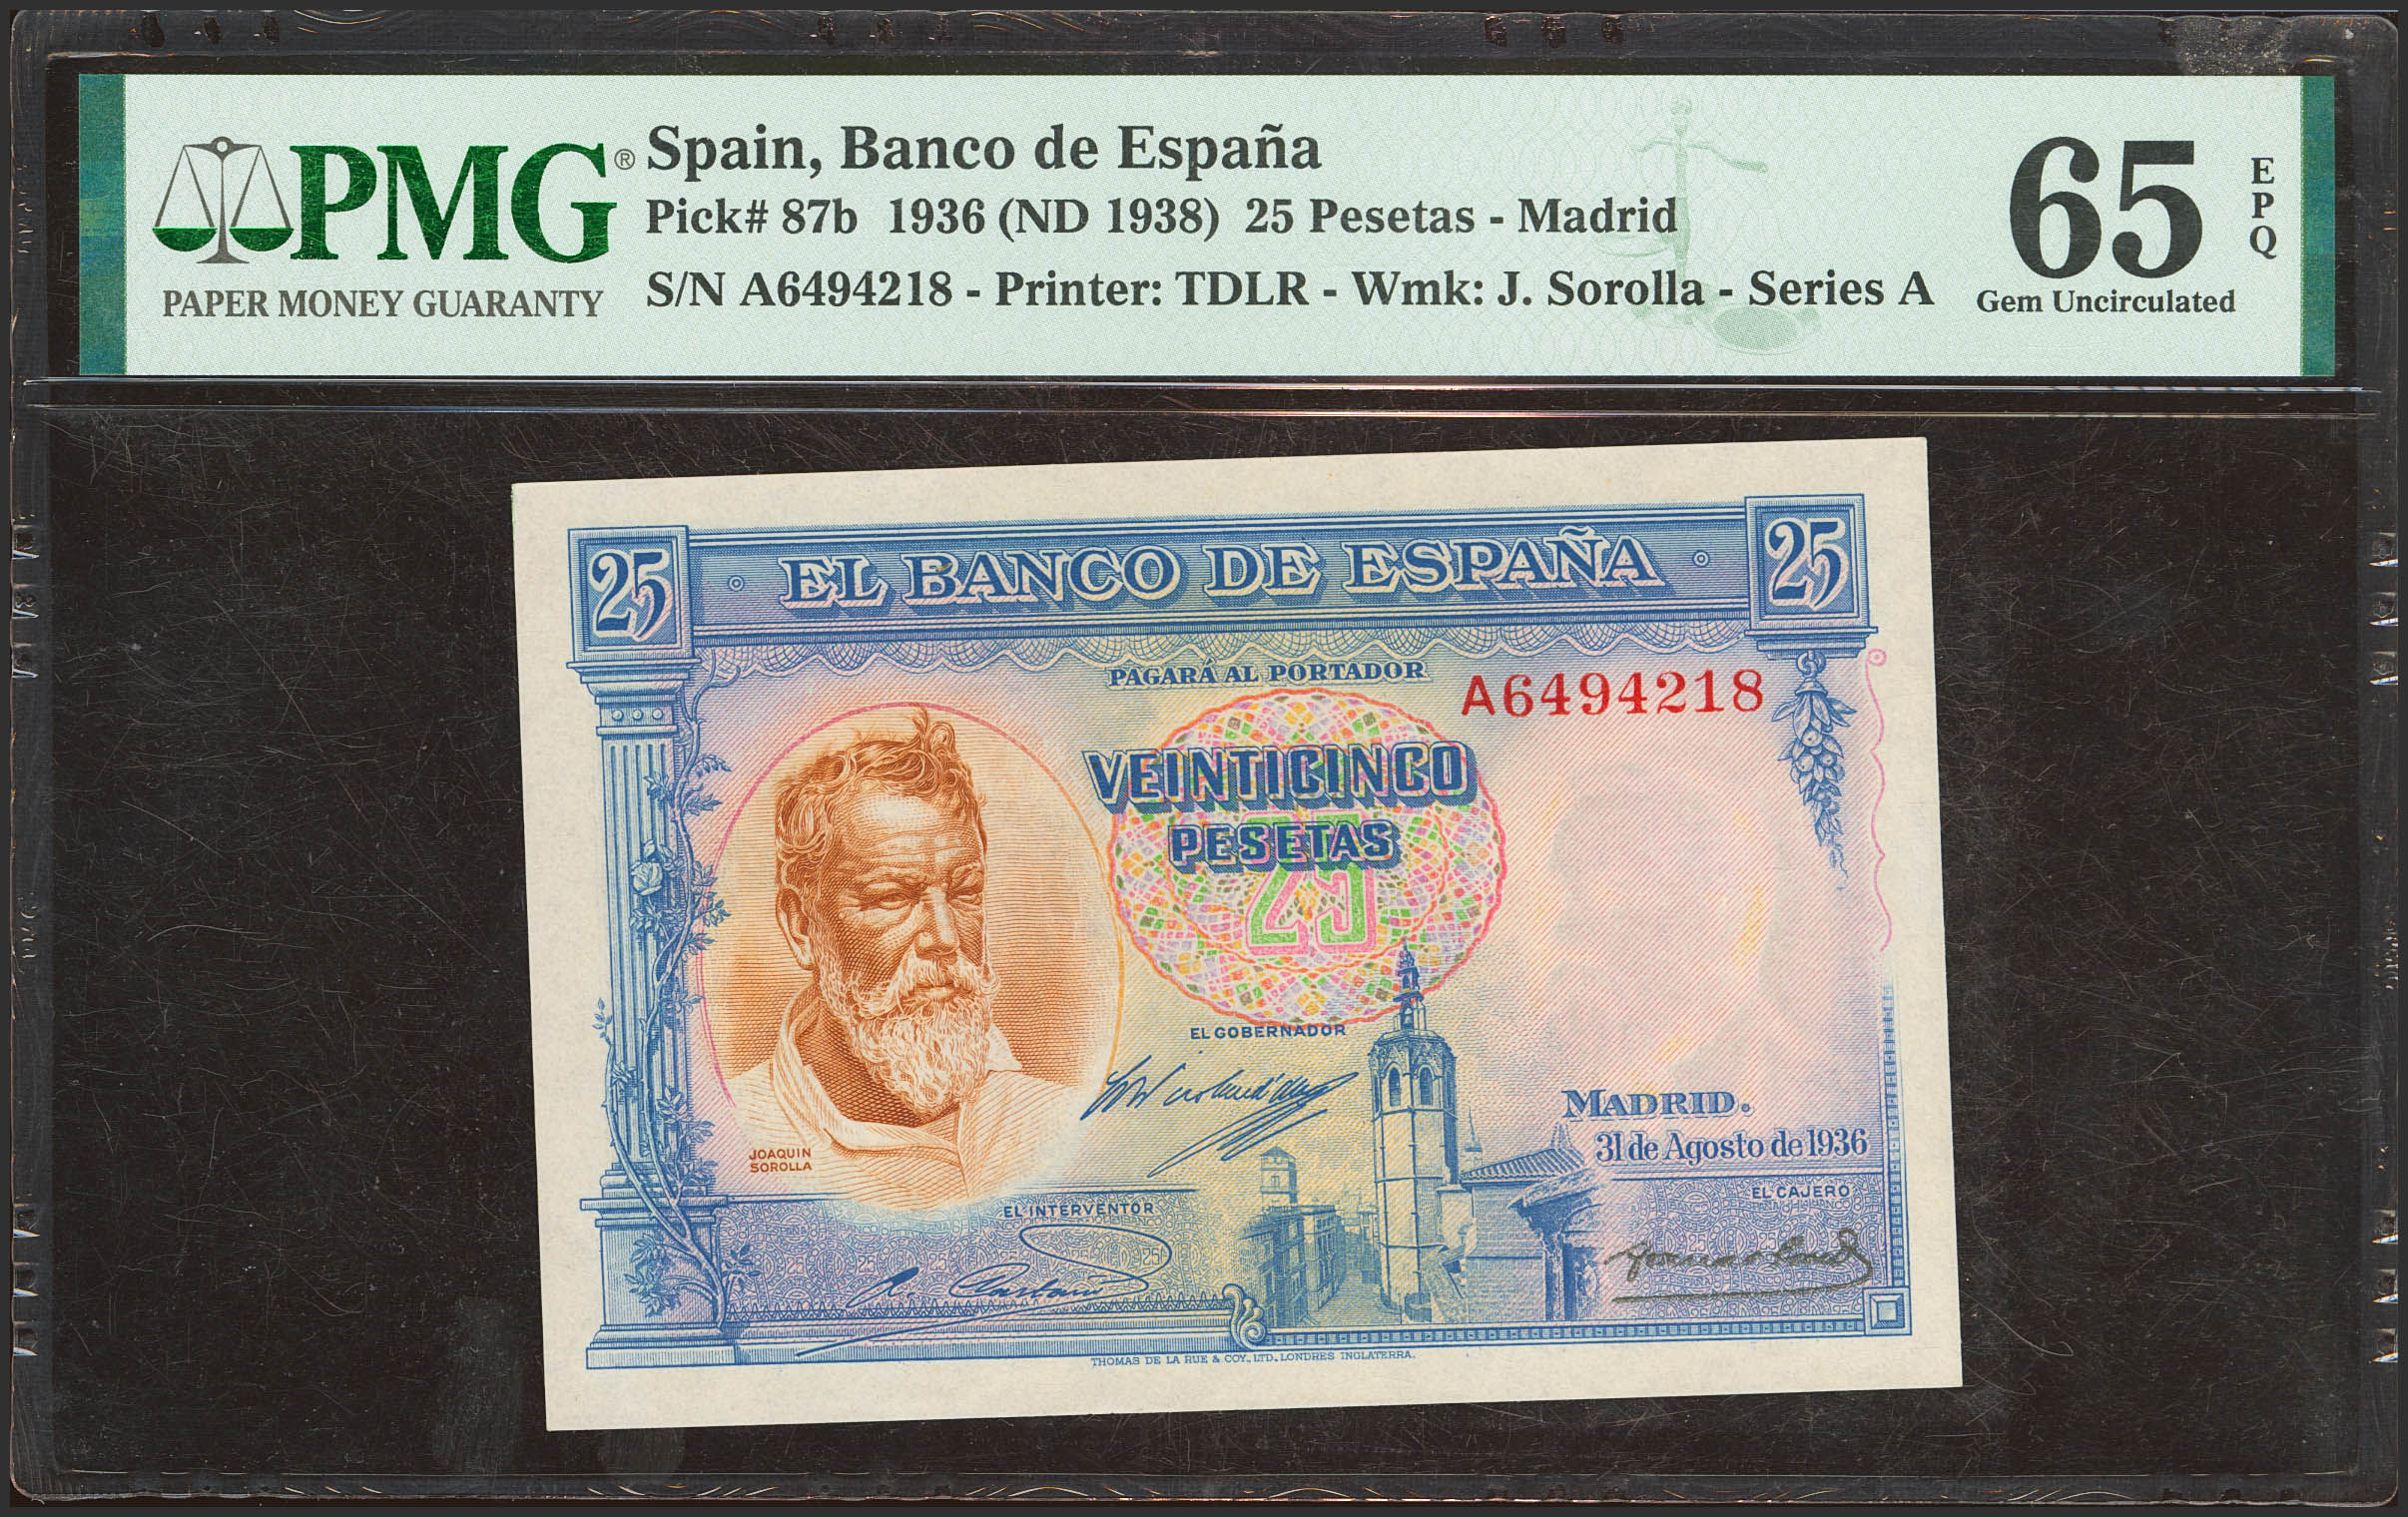 PMG®
PAPER MONEY GUARANTY
Spain, Banco de España
Pick# 87b 1936 (ND 1938) 25 Pesetas - Madrid
S/N A6494218 - Printer: TDLR - Wmk: J. Sorolla - Series A
65
EPQ
Gem Uncirculated
25
EL BANCO DE ESPAÑA
25
PAGARÁ AL PORTADOR
A6494218
VEINTICINCO
PESETAS
25
EL GOBERNADOR
MADRID.
31 de Agosto de 1936
JOAQUIN
SOROLLA
EL INTERVENTOR
EL CAJERO
THOMAS DE LA RUE & COY., LTD. LONDRES INGLATERRA.